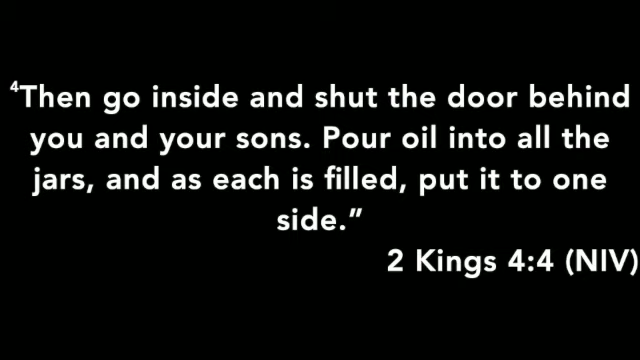 ⁴Then go inside and shut the door behind
you and your sons. Pour oil into all the
jars, and as each is filled, put it to one
side.”
2 Kings 4:4 (NIV)